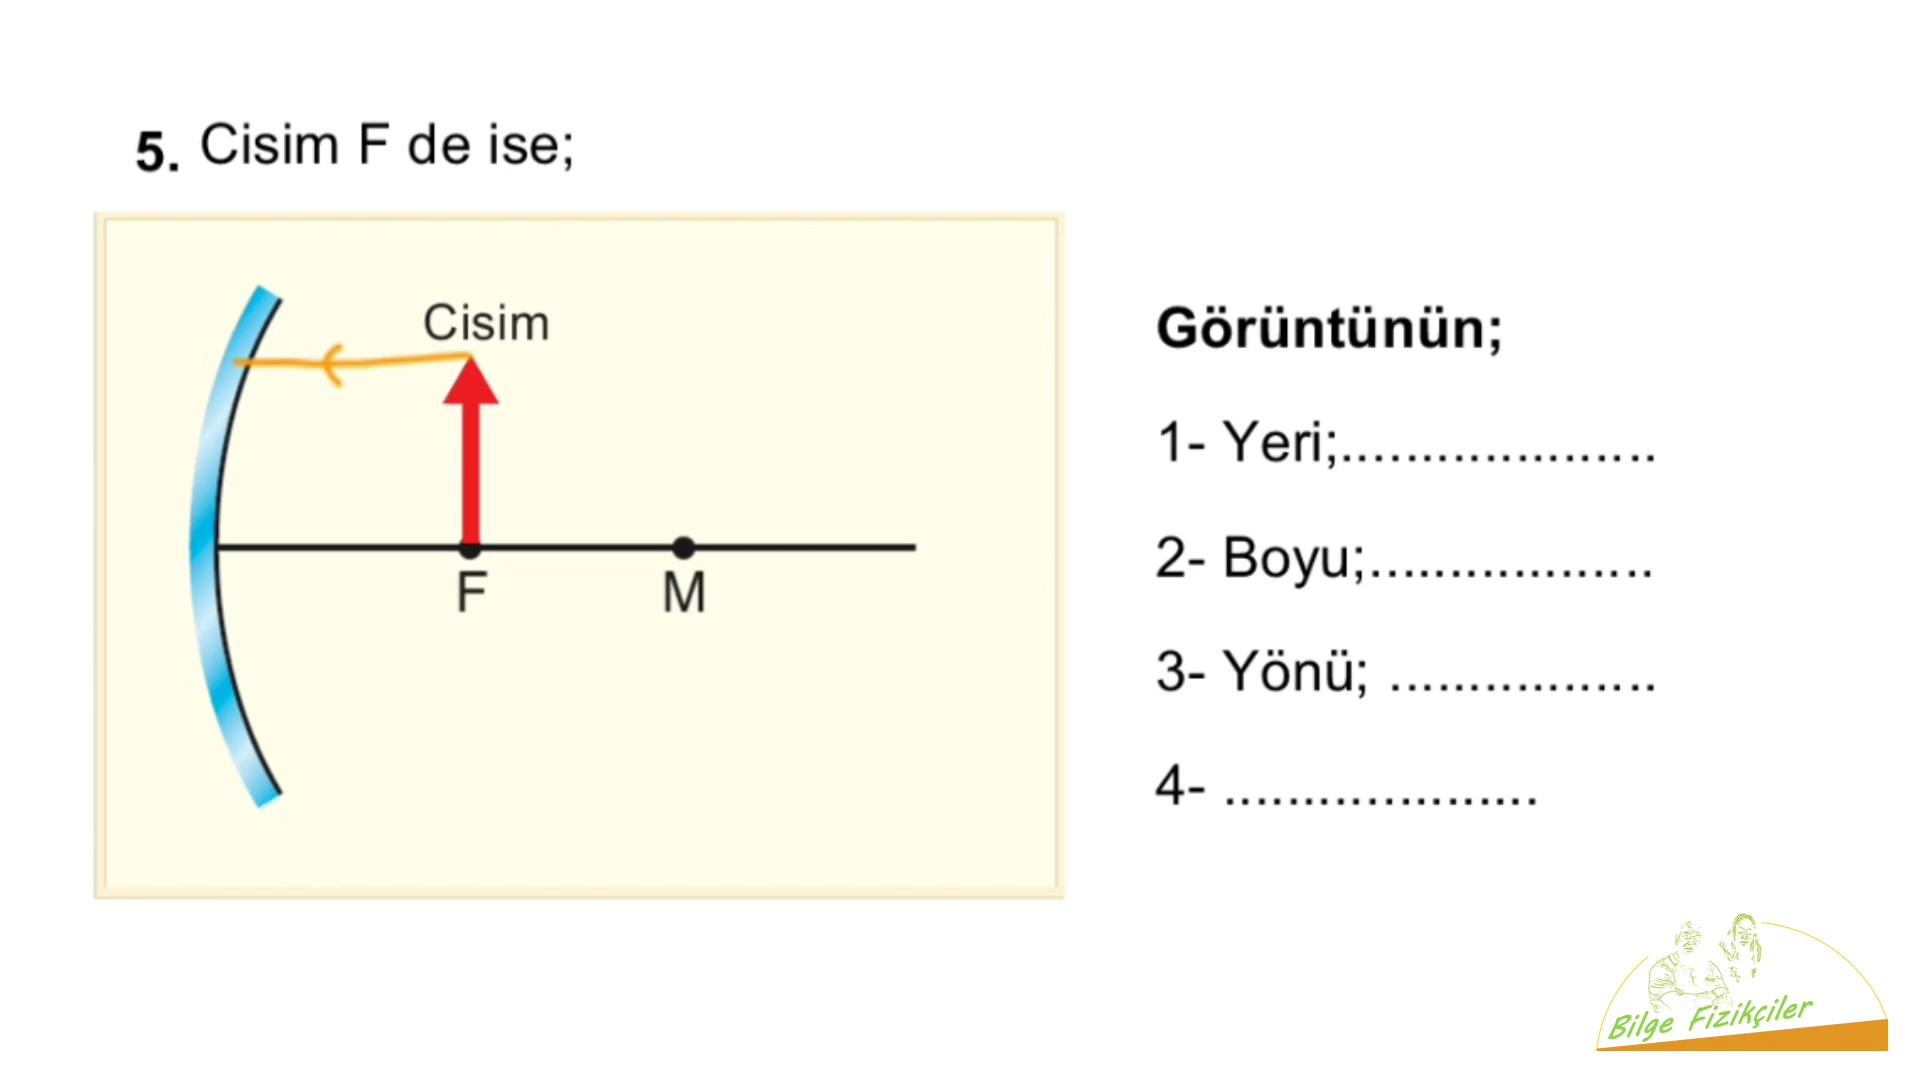 5. Cisim F de ise;
Cisim
F
M
Görüntünün;
1- Yeri;....................
2- Boyu;..................
3- Yönü; .................
4- ....................
Bilge Fizikçiler